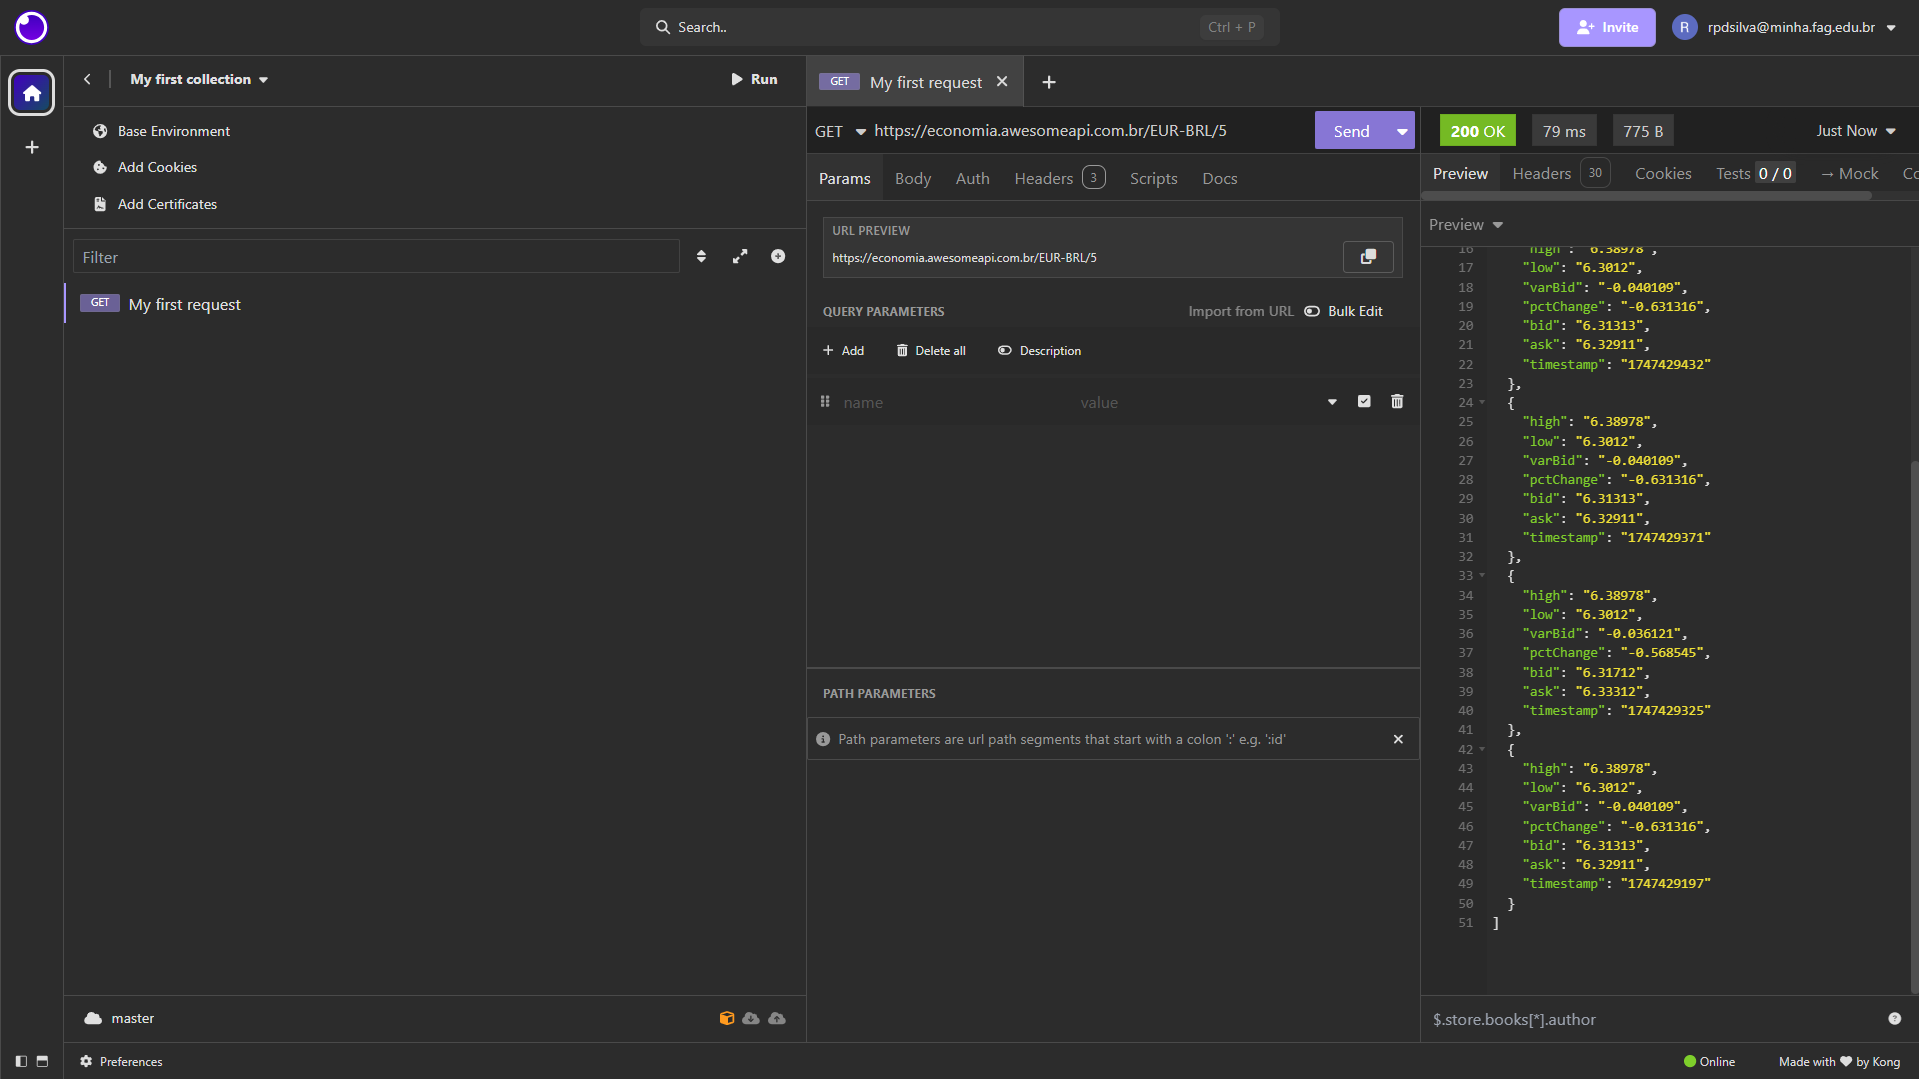 Search..
Ctrl + P
Invite
R
rpdsilva@minha.fag.edu.br
My first collection
Run
Base Environment
Add Cookies
Add Certificates
Filter
GET My first request
master
Preferences
GET My first request
GET https://economia.awesomeapi.com.br/EUR-BRL/5
Send
Params Body Auth Headers 3 Scripts Docs
URL PREVIEW
https://economia.awesomeapi.com.br/EUR-BRL/5
QUERY PARAMETERS Import from URL Bulk Edit
+ Add Delete all Description
name value
PATH PARAMETERS
Path parameters are url path segments that start with a colon ':' e.g. ':id'
200 OK 79 ms 775 B Just Now
Preview Headers 30 Cookies Tests 0 / 0 → Mock Co
Preview
16 "high": "6.38978",
17 "low": "6.3012",
18 "varBid": "-0.040109",
19 "pctChange": "-0.631316",
20 "bid": "6.31313",
21 "ask": "6.32911",
22 "timestamp": "1747429432"
23 },
24 {
25 "high": "6.38978",
26 "low": "6.3012",
27 "varBid": "-0.040109",
28 "pctChange": "-0.631316",
29 "bid": "6.31313",
30 "ask": "6.32911",
31 "timestamp": "1747429371"
32 },
33 {
34 "high": "6.38978",
35 "low": "6.3012",
36 "varBid": "-0.036121",
37 "pctChange": "-0.568545",
38 "bid": "6.31712",
39 "ask": "6.33312",
40 "timestamp": "1747429325"
41 },
42 {
43 "high": "6.38978",
44 "low": "6.3012",
45 "varBid": "-0.040109",
46 "pctChange": "-0.631316",
47 "bid": "6.31313",
48 "ask": "6.32911",
49 "timestamp": "1747429197"
50 }
51 ]
$.store.books[*].author
Online
Made with ♥ by Kong